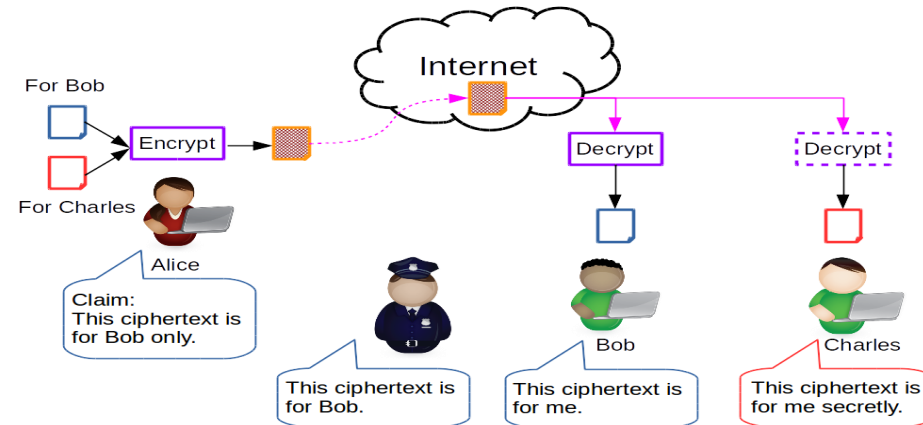 Internet
For Bob
Encrypt
Decrypt
Decrypt
For Charles
Alice
Claim:
This ciphertext is
for Bob only.
Bob
Charles
This ciphertext is
for Bob.
This ciphertext is
for me.
This ciphertext is
for me secretly.